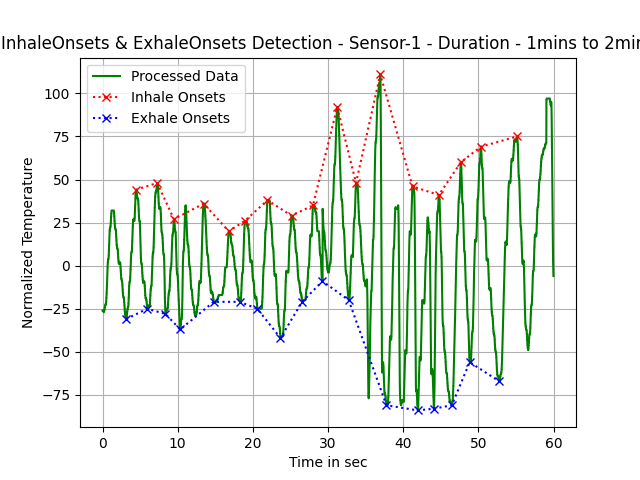 InhaleOnsets & ExhaleOnsets Detection - Sensor-1 - Duration - 1mins to 2min
Processed Data
Inhale Onsets
Exhale Onsets
Normalized Temperature
100
75
50
25
0
−25
−50
−75
0 10 20 30 40 50 60
Time in sec